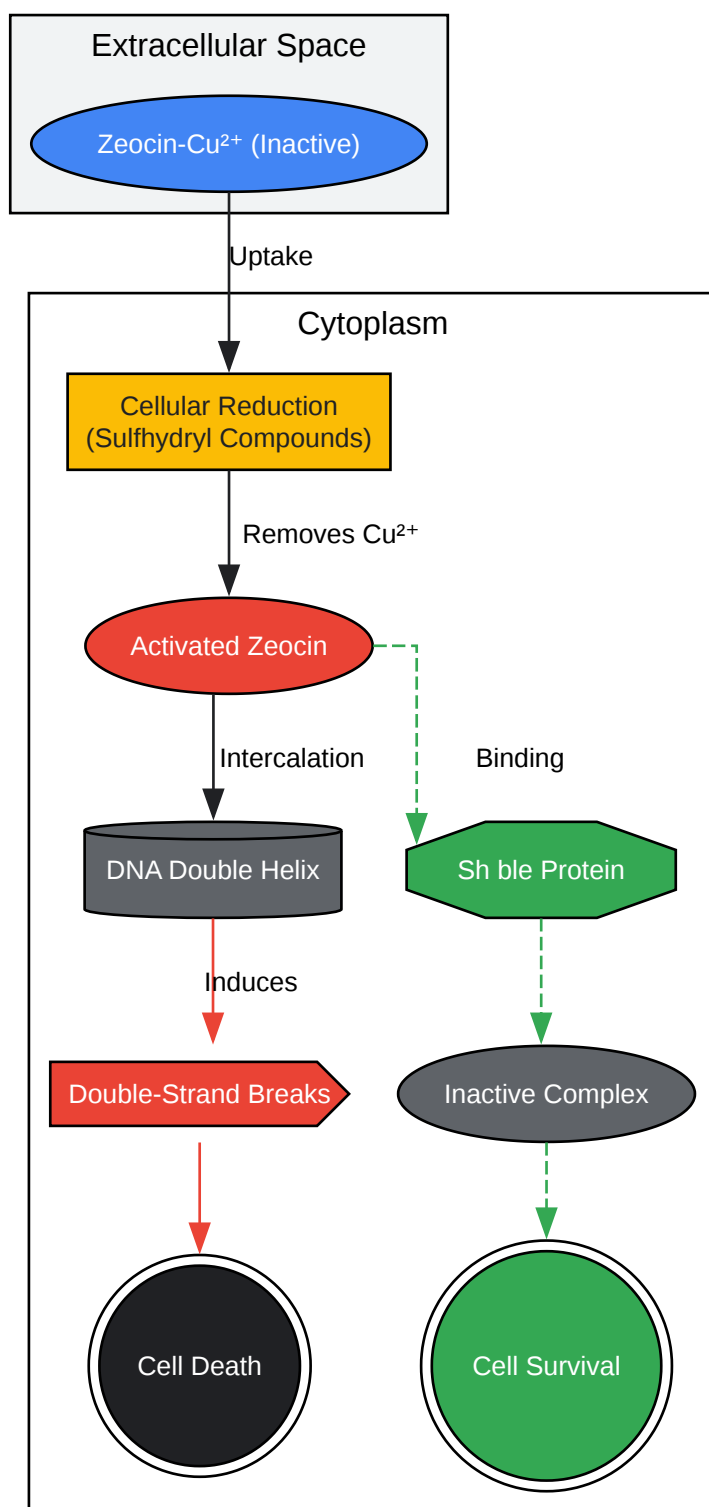 Extracellular Space
Zeocin-Cu²⁺ (Inactive)
Uptake
Cytoplasm
Cellular Reduction
(Sulfhydryl Compounds)
Removes Cu²⁺
Activated Zeocin
Intercalation
Binding
DNA Double Helix
Sh ble Protein
Induces
Double-Strand Breaks
Inactive Complex
Cell Death
Cell Survival